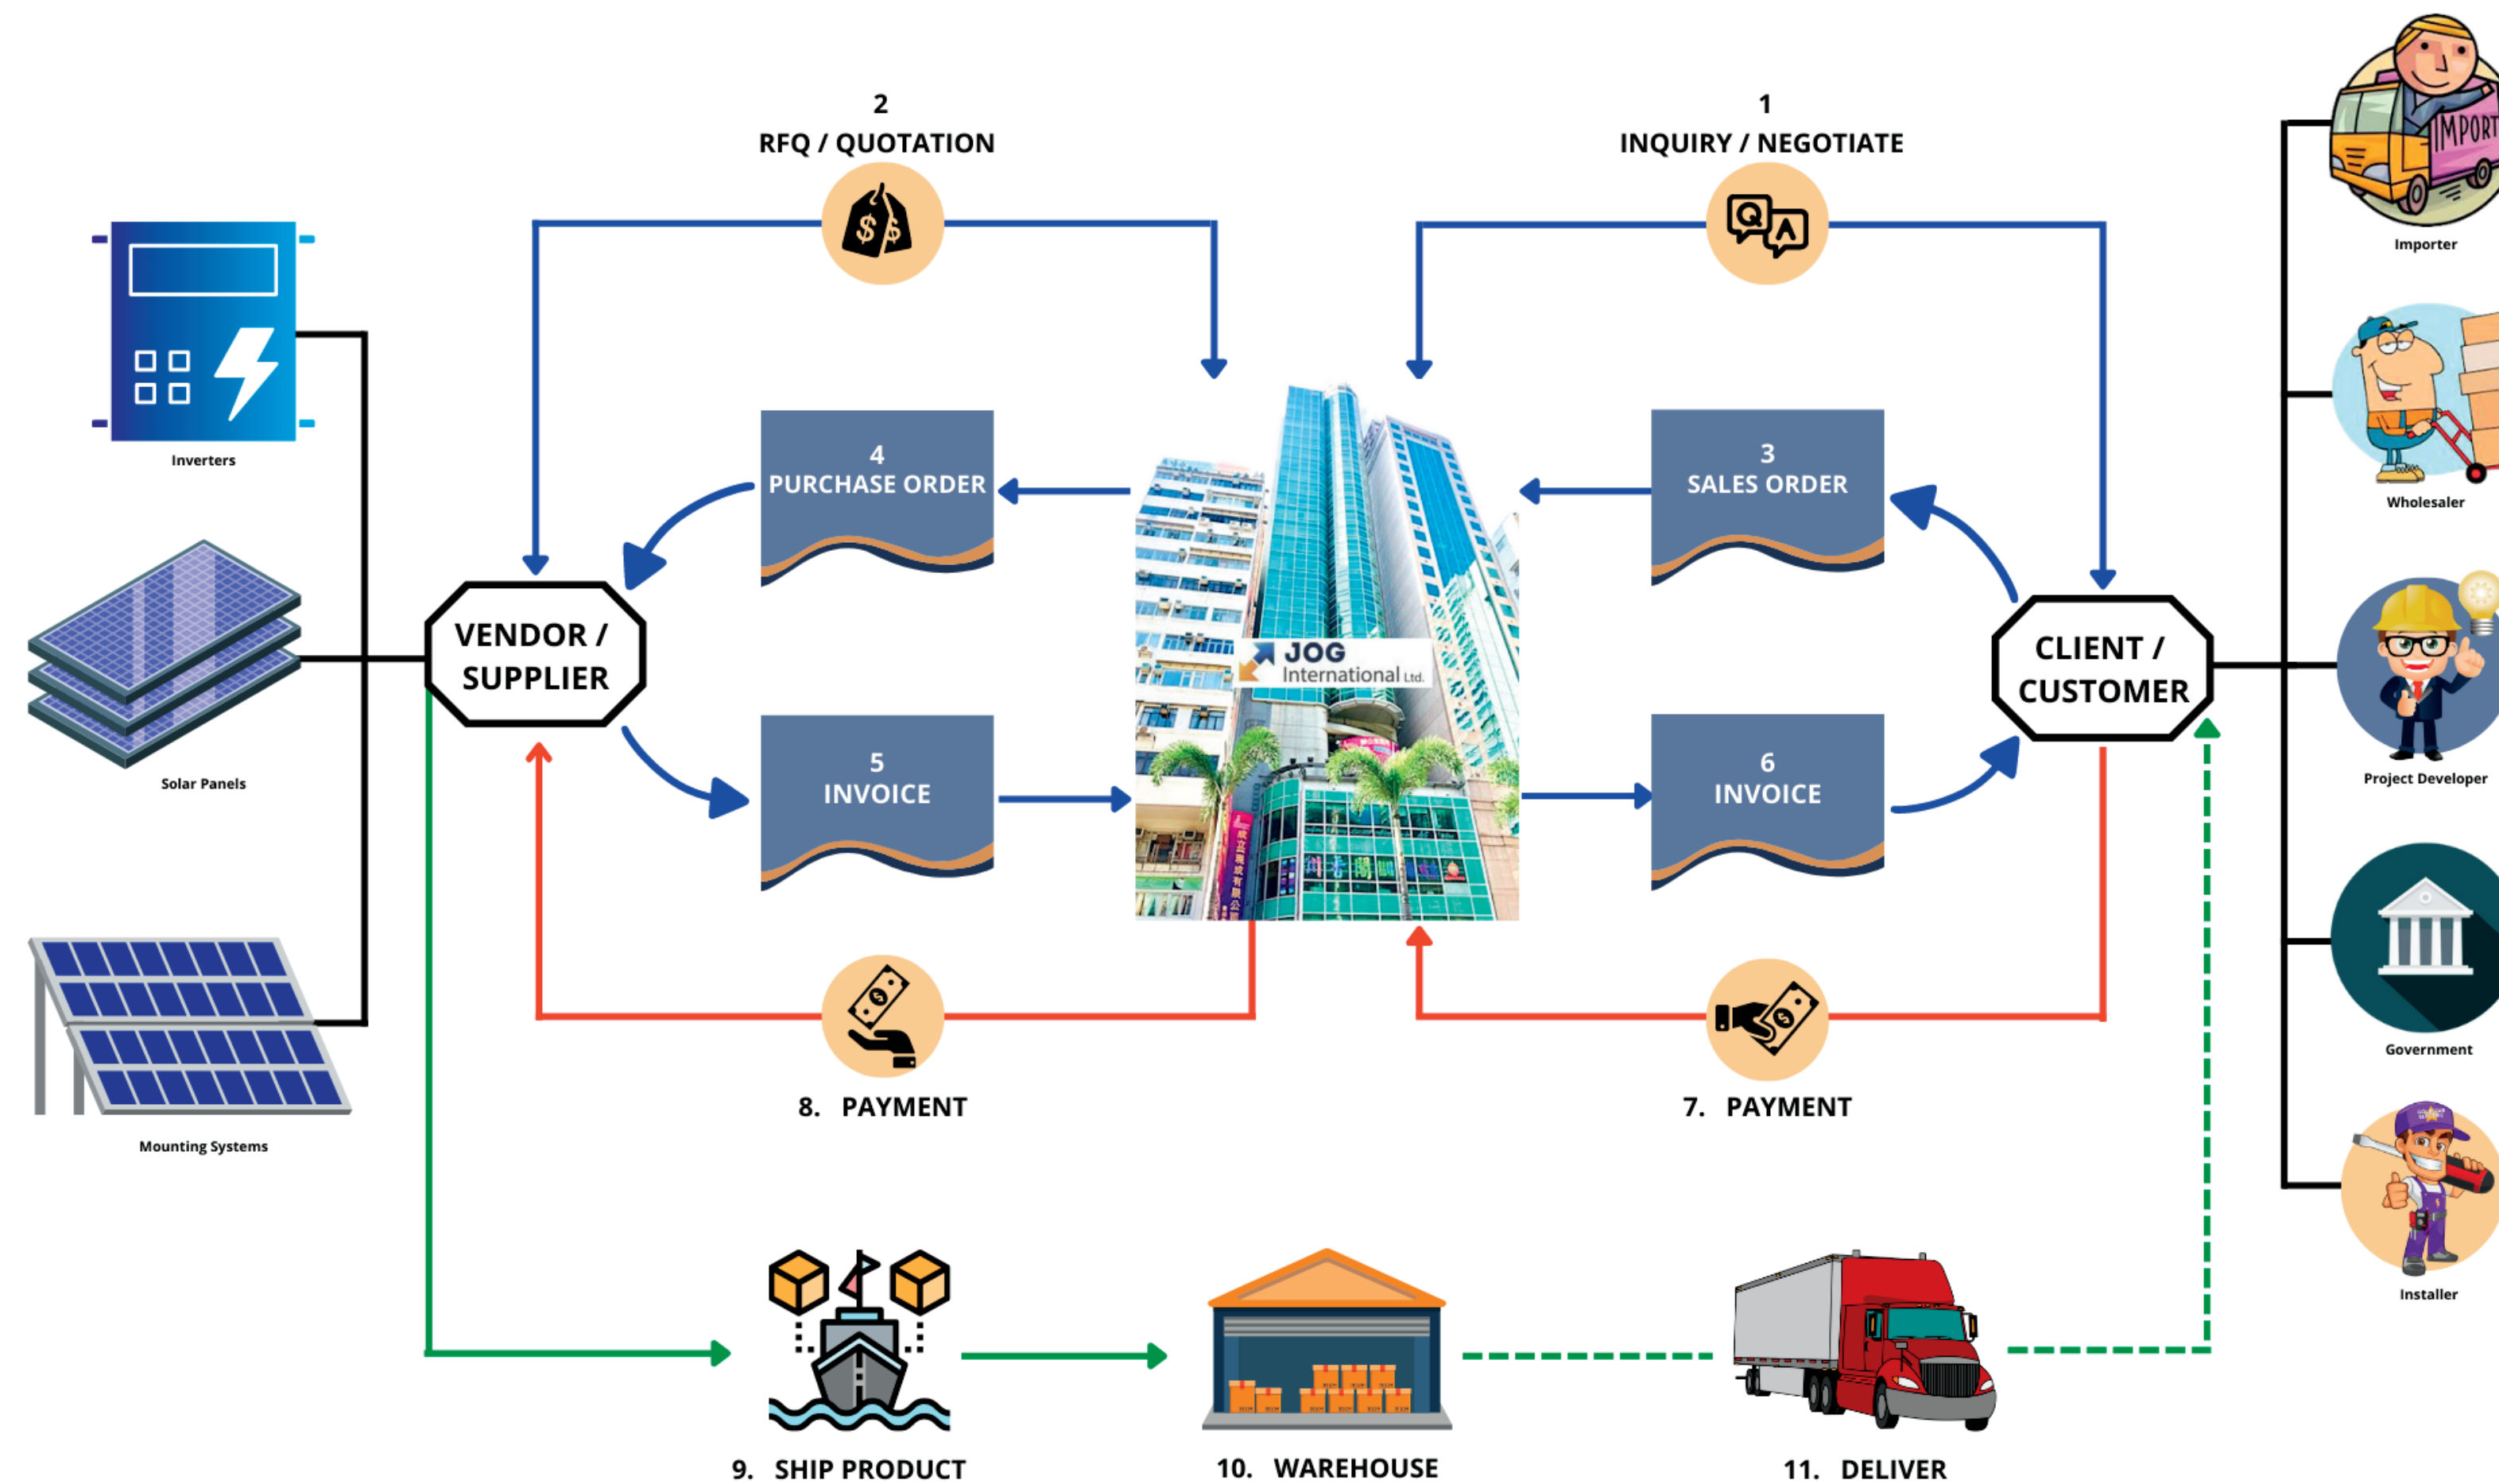 2
RFQ / QUOTATION
1
INQUIRY / NEGOTIATE
IMPORT
Importer
Inverters
4
PURCHASE ORDER
3
SALES ORDER
Wholesaler
VENDOR /
SUPPLIER
JOG
International Ltd.
CLIENT /
CUSTOMER
Solar Panels
5
INVOICE
6
INVOICE
Project Developer
Mounting Systems
8. PAYMENT
7. PAYMENT
Government
Installer
9. SHIP PRODUCT
10. WAREHOUSE
11. DELIVER
Q
A
$
$
$
$